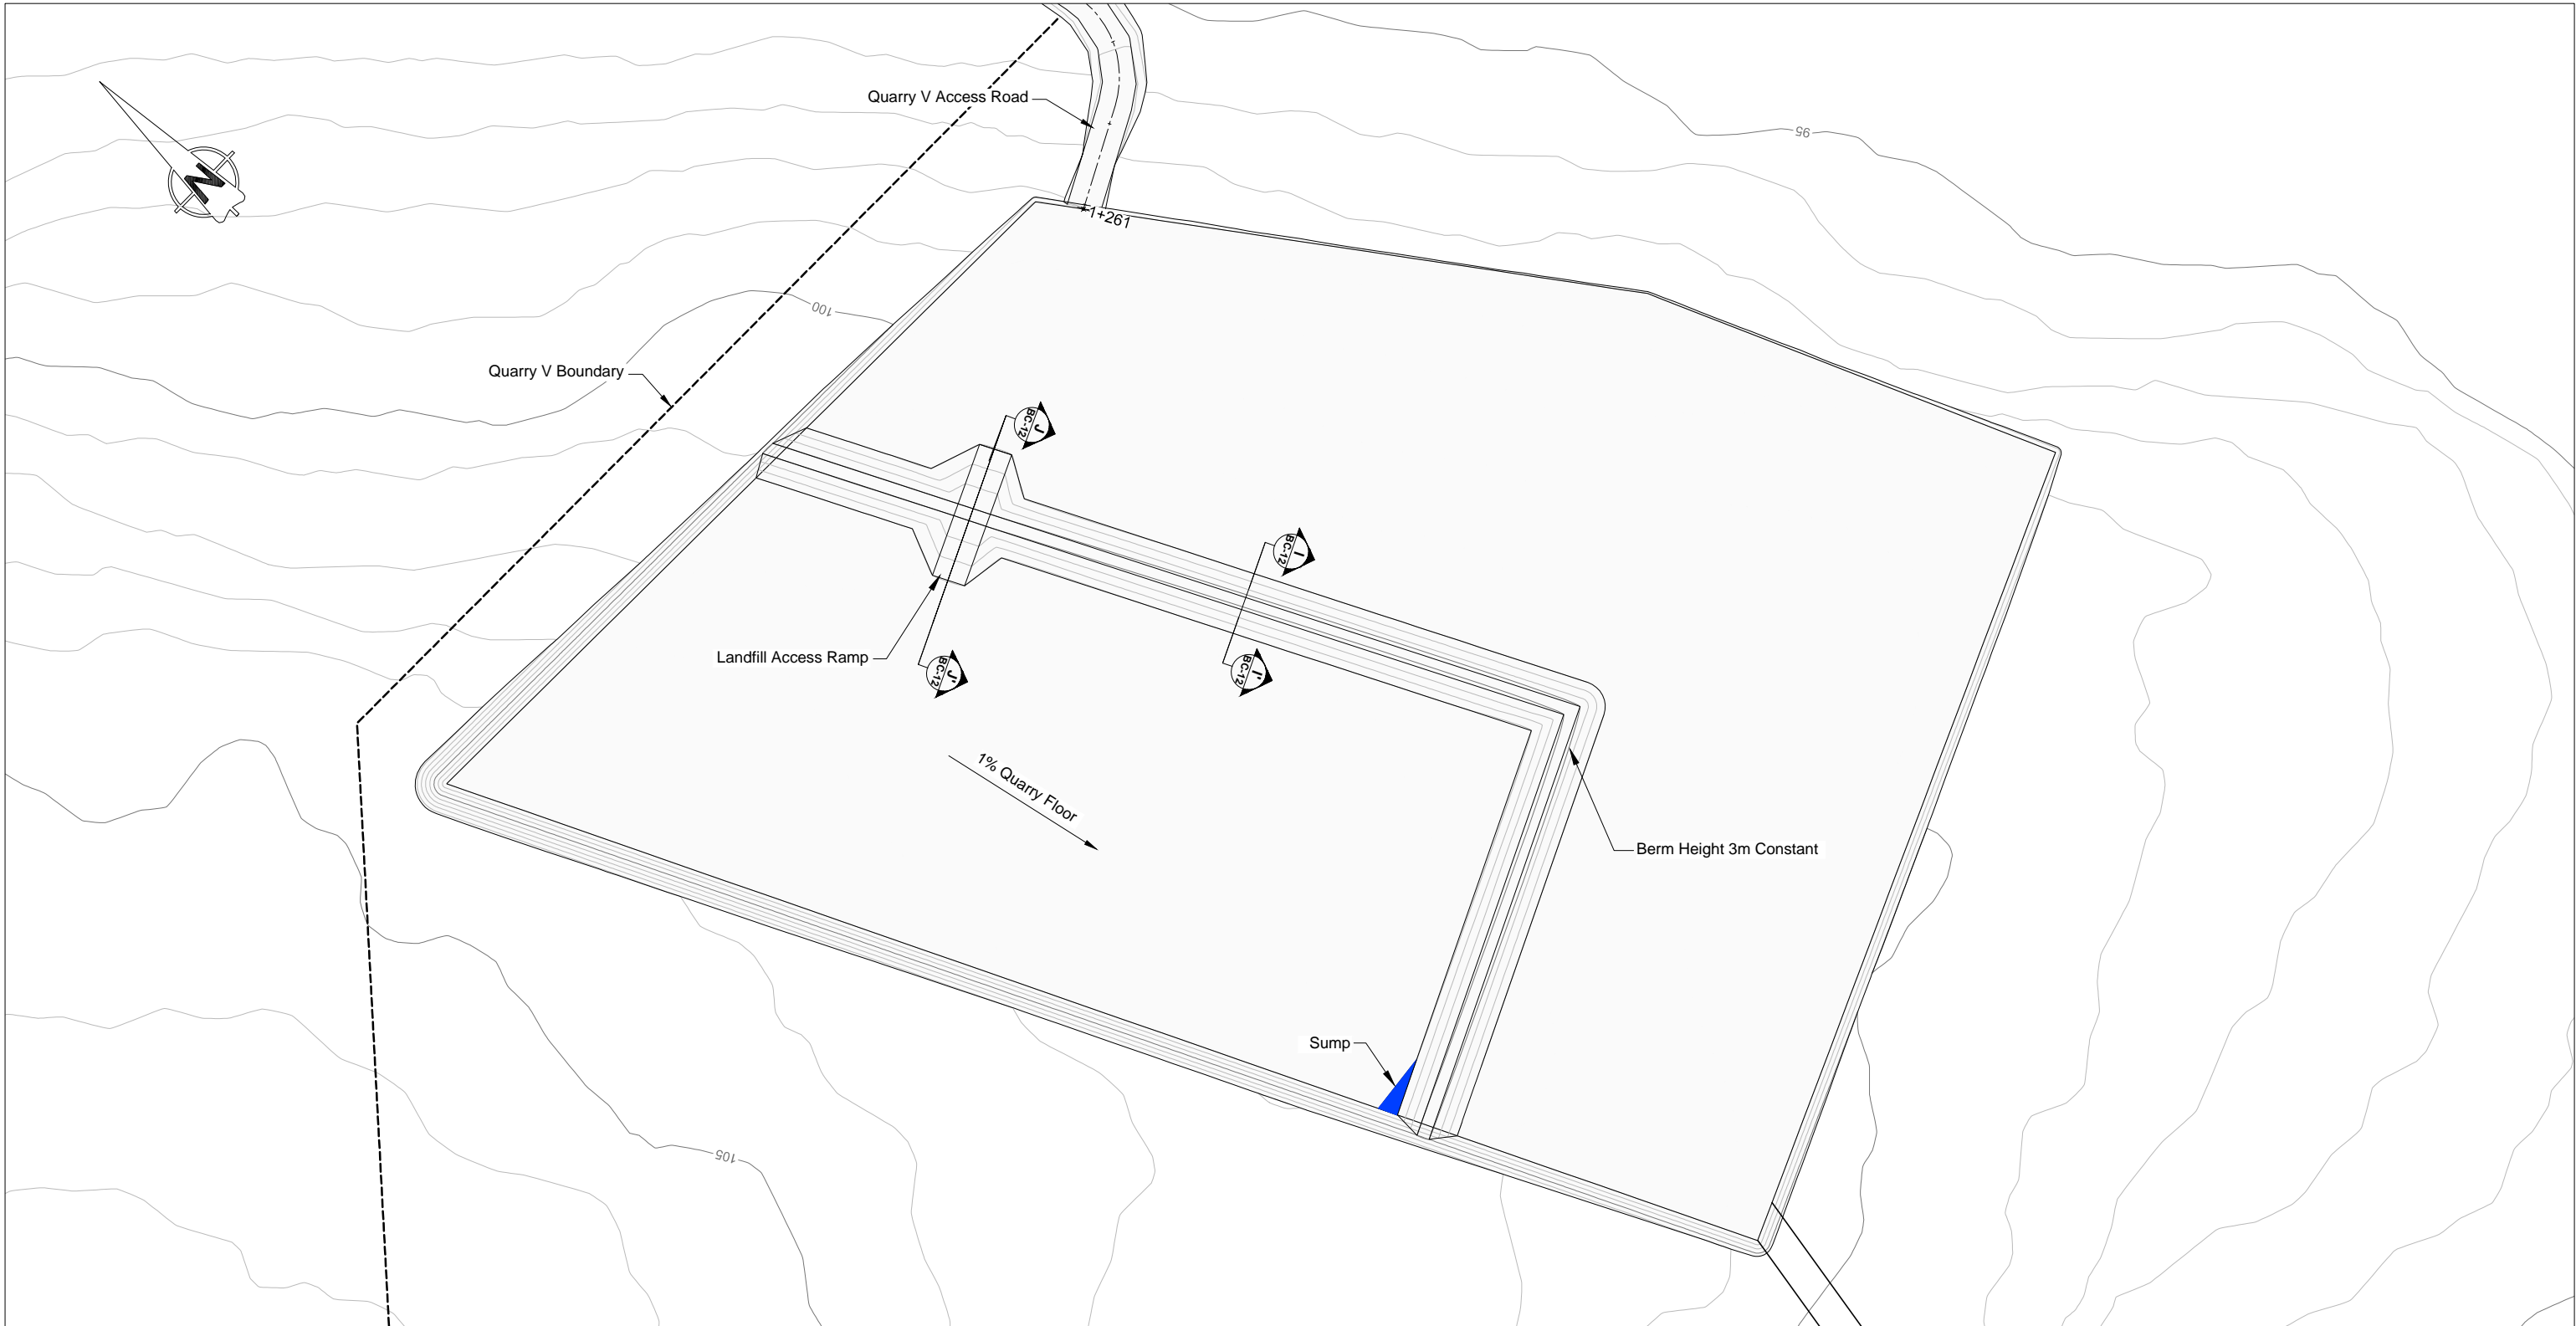 95
Quarry V Access Road
N
1+261
100
Quarry V Boundary
J
BC-12
I
BC-12
Landfill Access Ramp
J'
BC-12
I'
BC-12
1% Quarry Floor
Berm Height 3m Constant
Sump
105